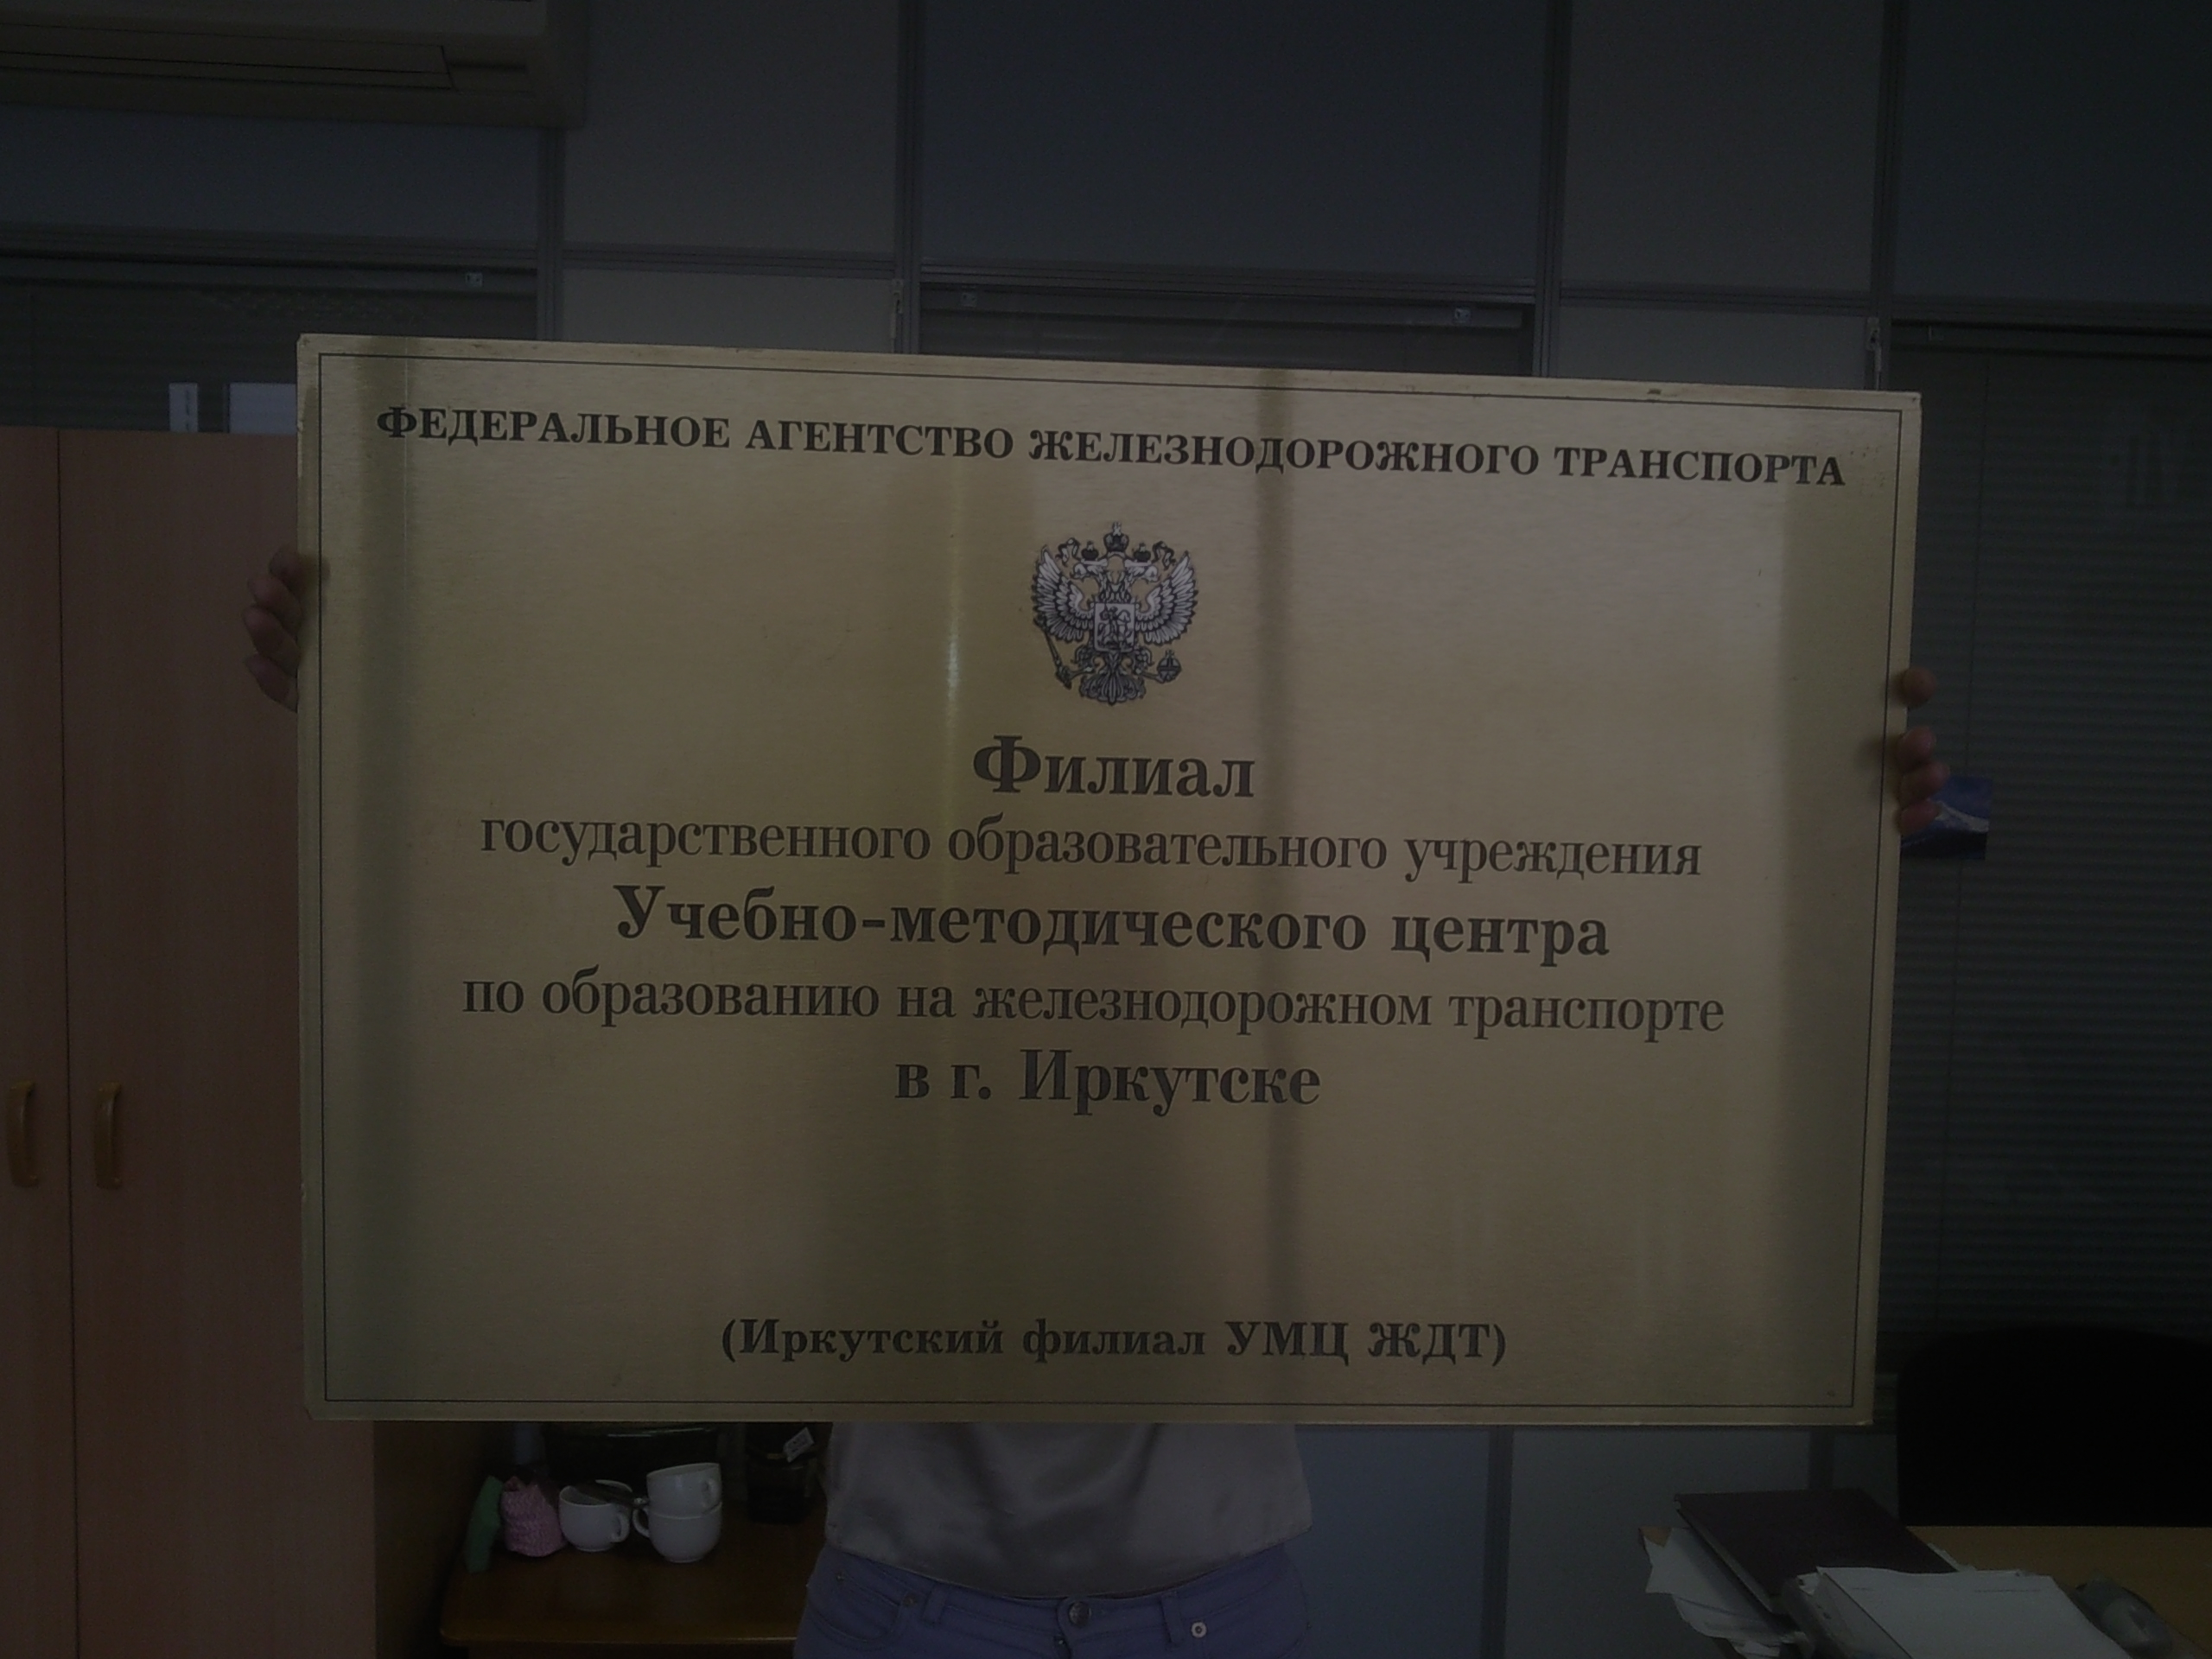 ФЕДЕРАЛЬНОЕ АГЕНТСТВО ЖЕЛЕЗНОДОРОЖНОГО ТРАНСПОРТА
Филиал
государственного образовательного учреждения
Учебно-методического центра
по образованию на железнодорожном транспорте
в г. Иркутске
(Иркутский филиал УМЦ ЖДТ)